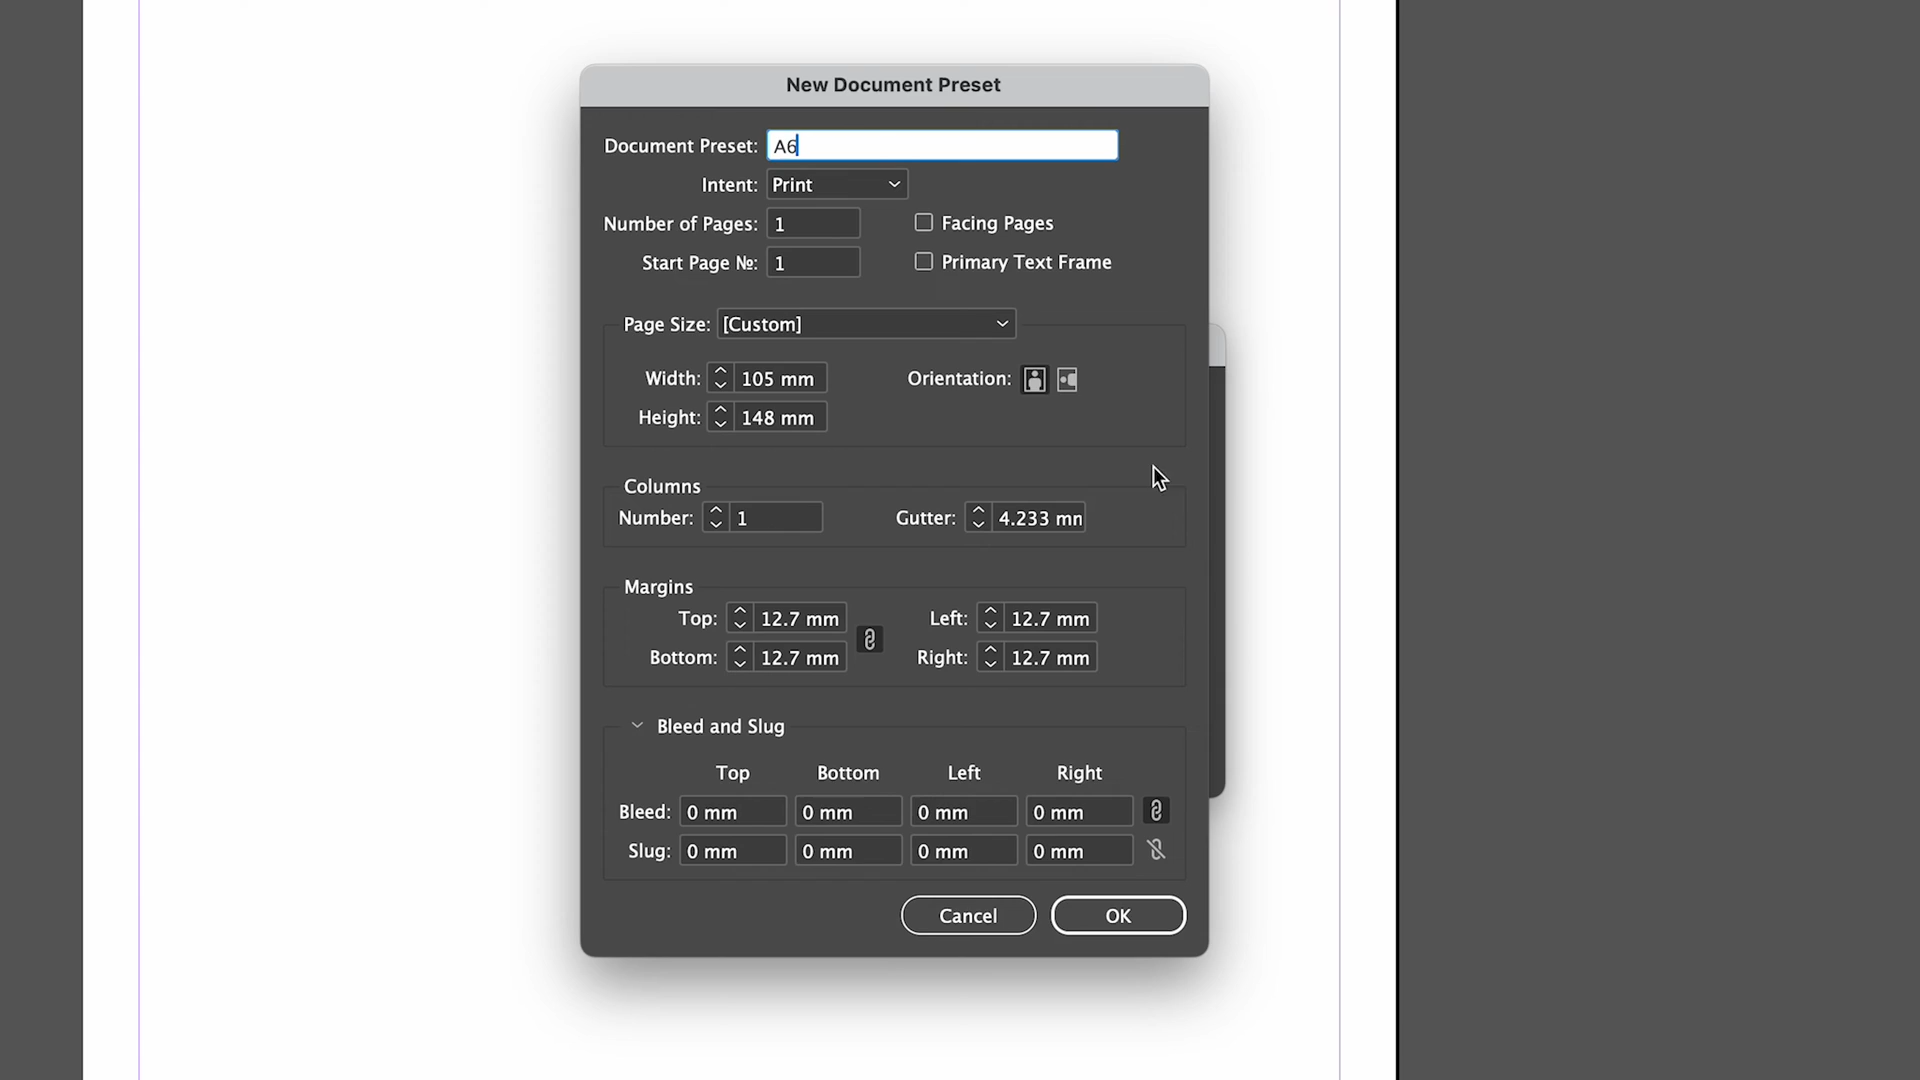 New Document Preset
Document Preset: A6
Intent: Print
Number of Pages: 1 Facing Pages
Start Page №: 1 Primary Text Frame
Page Size: [Custom]
Width: 105 mm Orientation:
Height: 148 mm
Columns
Number: 1 Gutter: 4.233 mm
Margins
Top: 12.7 mm Left: 12.7 mm
Bottom: 12.7 mm Right: 12.7 mm
Bleed and Slug
Top Bottom Left Right
Bleed: 0 mm 0 mm 0 mm 0 mm
Slug: 0 mm 0 mm 0 mm 0 mm
Cancel OK